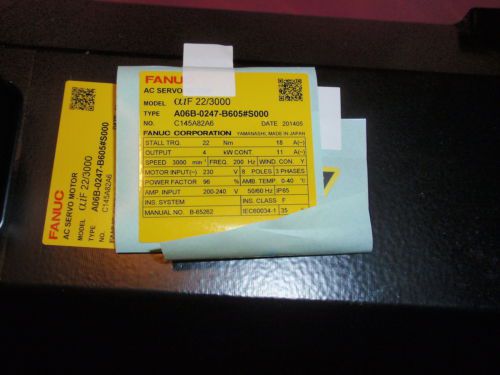 FANUC
AC SERVO
MODEL αiF 22/3000
TYPE A06B-0247-B605#S000
NO. C145A82A6 DATE 201405
FANUC CORPORATION YAMANASHI, MADE IN JAPAN
STALL TRQ. 22 Nm 18 A(~)
OUTPUT 4 kW CONT. 11 A(~)
SPEED 3000 min⁻¹ FREQ. 200 Hz WIND. CON. Y
MOTOR INPUT(~) 230 V 8 POLES 3 PHASES
POWER FACTOR 96 % AMB. TEMP. 0-40 °C
AMP. INPUT 200-240 V 50/60 Hz IP65
INS. SYSTEM INS. CLASS F
MANUAL NO. B-65262 IEC60034-1 35
FANUC
AC SERVO MOTOR
MODEL αiF 22/3000
TYPE A06B-0247-B605#S000
NO. C145A82A6